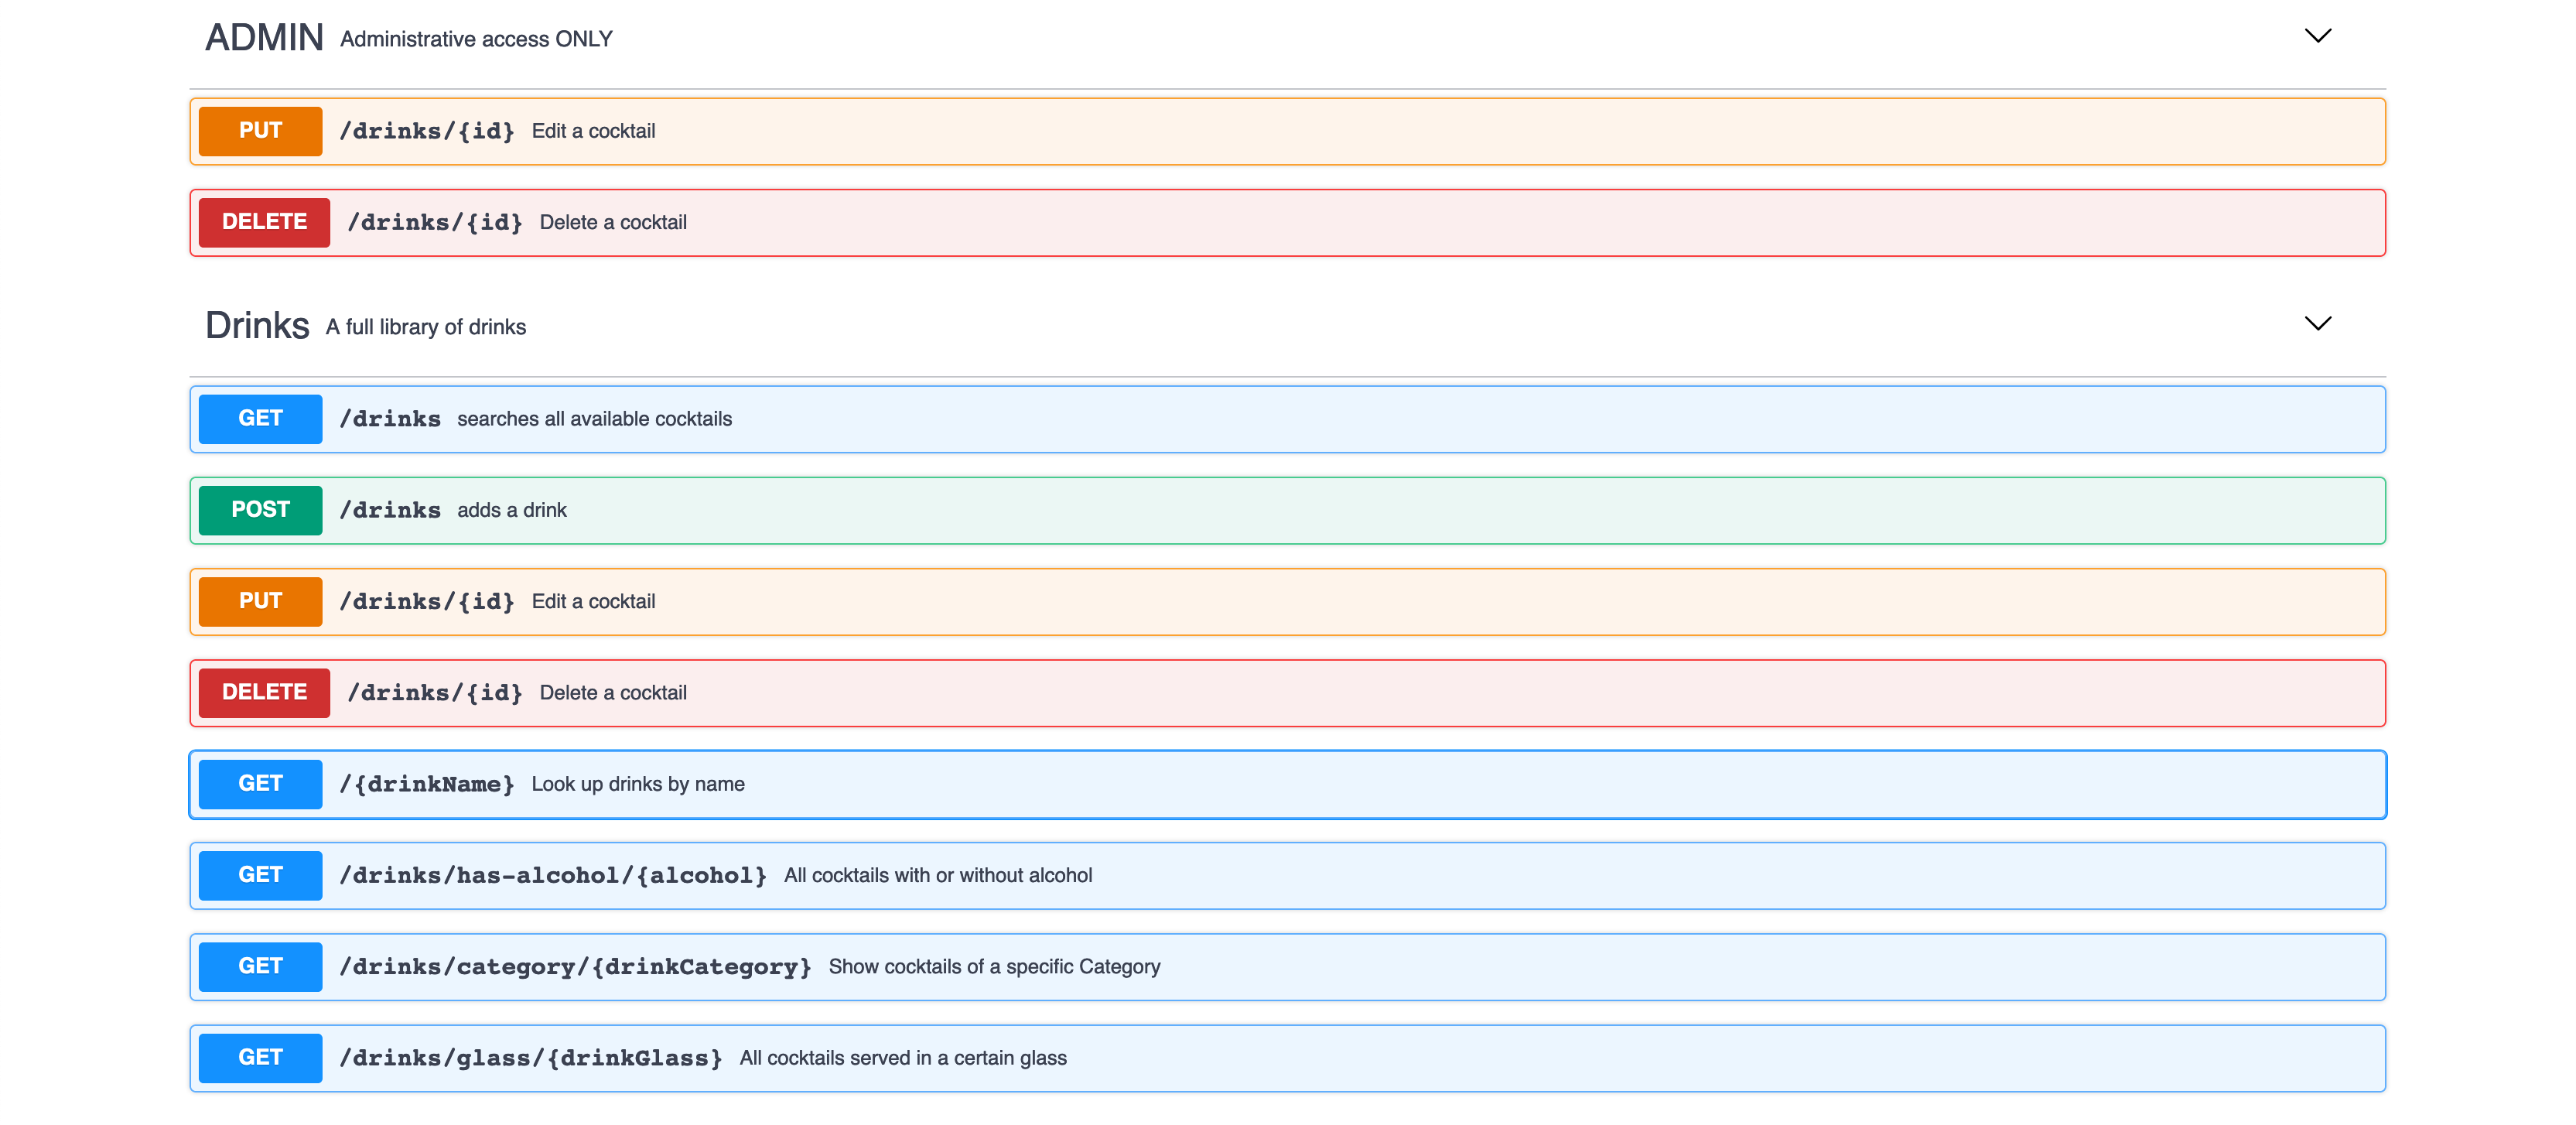 ADMIN Administrative access ONLY
PUT /drinks/{id} Edit a cocktail
DELETE /drinks/{id} Delete a cocktail
Drinks A full library of drinks
GET /drinks searches all available cocktails
POST /drinks adds a drink
PUT /drinks/{id} Edit a cocktail
DELETE /drinks/{id} Delete a cocktail
GET /{drinkName} Look up drinks by name
GET /drinks/has-alcohol/{alcohol} All cocktails with or without alcohol
GET /drinks/category/{drinkCategory} Show cocktails of a specific Category
GET /drinks/glass/{drinkGlass} All cocktails served in a certain glass